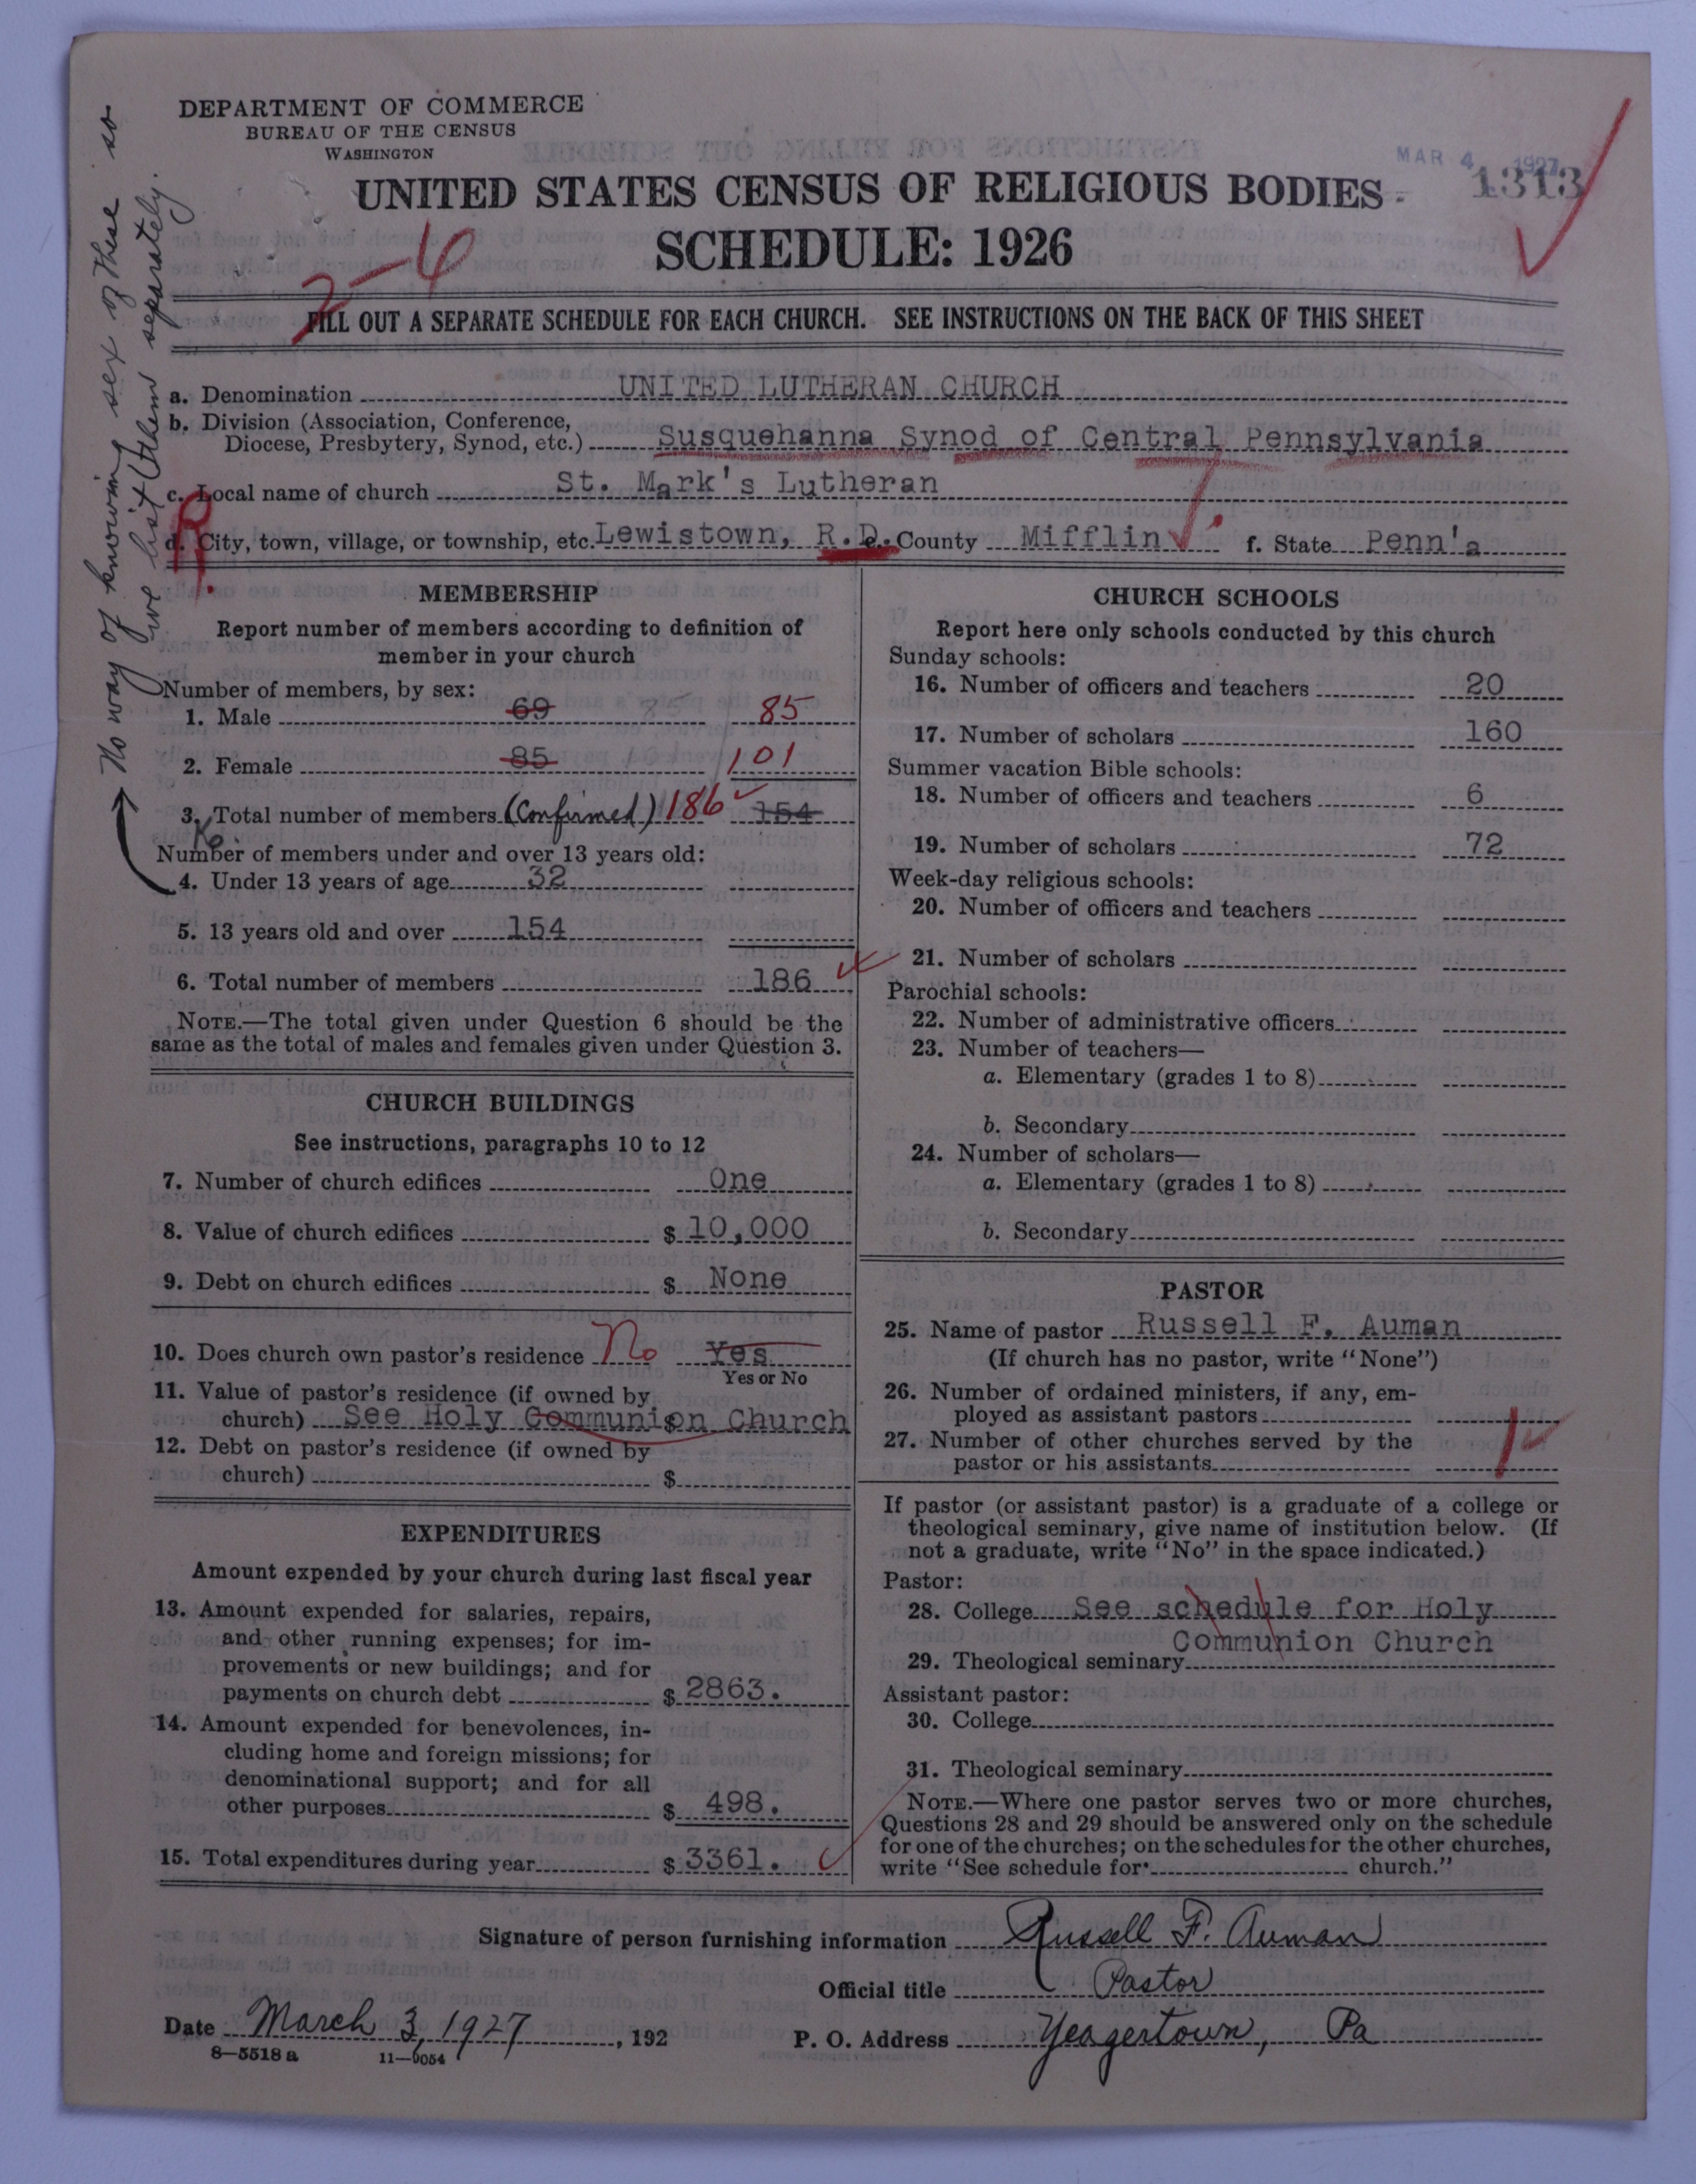 DEPARTMENT OF COMMERCE
BUREAU OF THE CENSUS
WASHINGTON
MAR 4 1927
1313
UNITED STATES CENSUS OF RELIGIOUS BODIES
SCHEDULE: 1926
FILL OUT A SEPARATE SCHEDULE FOR EACH CHURCH. SEE INSTRUCTIONS ON THE BACK OF THIS SHEET
No way of knowing sex of these so
we list them separately.
a. Denomination UNITED LUTHERAN CHURCH
b. Division (Association, Conference,
Diocese, Presbytery, Synod, etc.) Susquehanna Synod of Central Pennsylvania
c. Local name of church St. Mark's Lutheran
R.
d. City, town, village, or township, etc. Lewistown, R.D. County Mifflin f. State Penn'a
MEMBERSHIP
Report number of members according to definition of
member in your church
Number of members, by sex:
1. Male 69 85
2. Female 85 101
3. Total number of members (Confirmed) 186 154
Number of members under and over 13 years old:
4. Under 13 years of age 32
5. 13 years old and over 154
6. Total number of members 186
NOTE.—The total given under Question 6 should be the
same as the total of males and females given under Question 3.
CHURCH BUILDINGS
See instructions, paragraphs 10 to 12
7. Number of church edifices One
8. Value of church edifices $ 10,000
9. Debt on church edifices $ None
10. Does church own pastor's residence No Yes
Yes or No
11. Value of pastor's residence (if owned by
church) See Holy Communion Church
12. Debt on pastor's residence (if owned by
church) $
EXPENDITURES
Amount expended by your church during last fiscal year
13. Amount expended for salaries, repairs,
and other running expenses; for im-
provements or new buildings; and for
payments on church debt $ 2863.
14. Amount expended for benevolences, in-
cluding home and foreign missions; for
denominational support; and for all
other purposes $ 498.
15. Total expenditures during year $ 3361.
CHURCH SCHOOLS
Report here only schools conducted by this church
Sunday schools:
16. Number of officers and teachers 20
17. Number of scholars 160
Summer vacation Bible schools:
18. Number of officers and teachers 6
19. Number of scholars 72
Week-day religious schools:
20. Number of officers and teachers
21. Number of scholars
Parochial schools:
22. Number of administrative officers
23. Number of teachers—
a. Elementary (grades 1 to 8)
b. Secondary
24. Number of scholars—
a. Elementary (grades 1 to 8)
b. Secondary
PASTOR
25. Name of pastor Russell F. Auman
(If church has no pastor, write "None")
26. Number of ordained ministers, if any, em-
ployed as assistant pastors
27. Number of other churches served by the
pastor or his assistants 1
If pastor (or assistant pastor) is a graduate of a college or
theological seminary, give name of institution below. (If
not a graduate, write "No" in the space indicated.)
Pastor:
28. College See schedule for Holy
Communion Church
29. Theological seminary
Assistant pastor:
30. College
31. Theological seminary
NOTE.—Where one pastor serves two or more churches,
Questions 28 and 29 should be answered only on the schedule
for one of the churches; on the schedules for the other churches,
write "See schedule for church."
Signature of person furnishing information Russell F. Auman
Official title Pastor
Date March 3, 1927, 192
P. O. Address Yeagertown, Pa
8—5518 a 11—9054